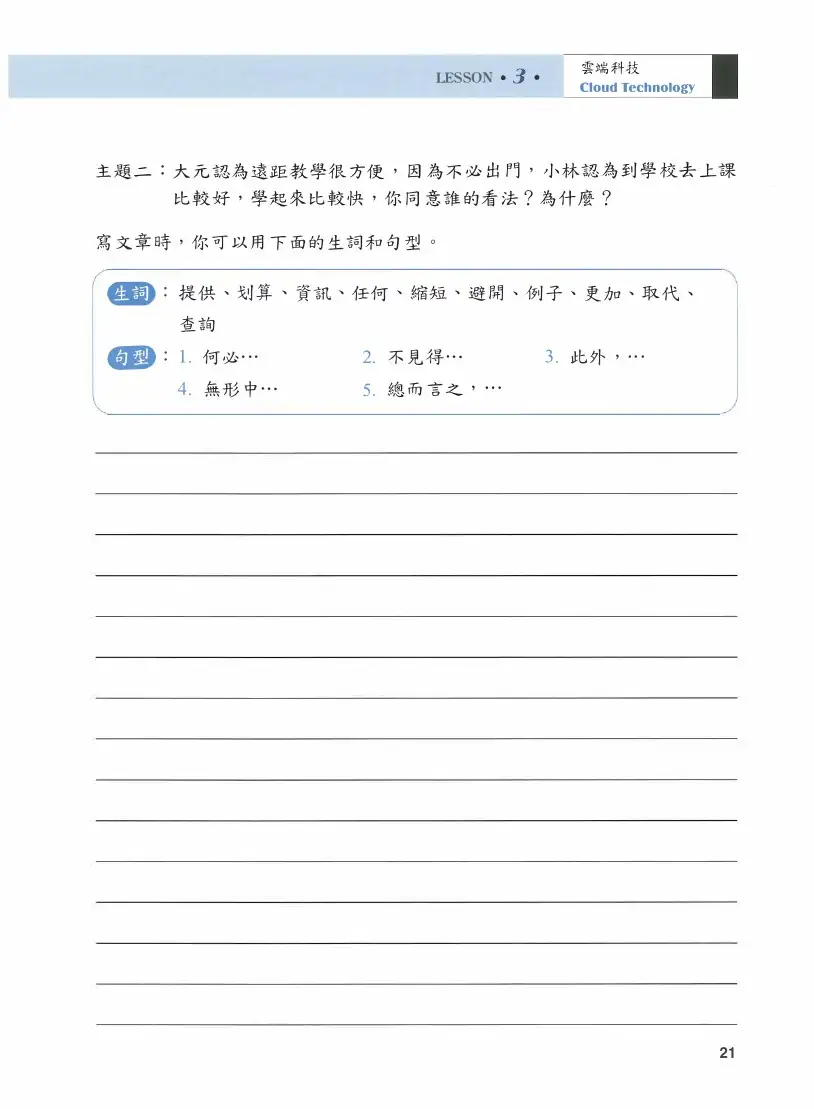 LESSON • 3 •
雲端科技
Cloud Technology
主題二：大元認為遠距教學很方便，因為不必出門，小林認為到學校去上課
比較好，學起來比較快，你同意誰的看法？為什麼？
寫文章時，你可以用下面的生詞和句型。
生詞：提供、划算、資訊、任何、縮短、避開、例子、更加、取代、
查詢
句型：1. 何必⋯ 2. 不見得⋯ 3. 此外，⋯
4. 無形中⋯ 5. 總而言之，⋯
21